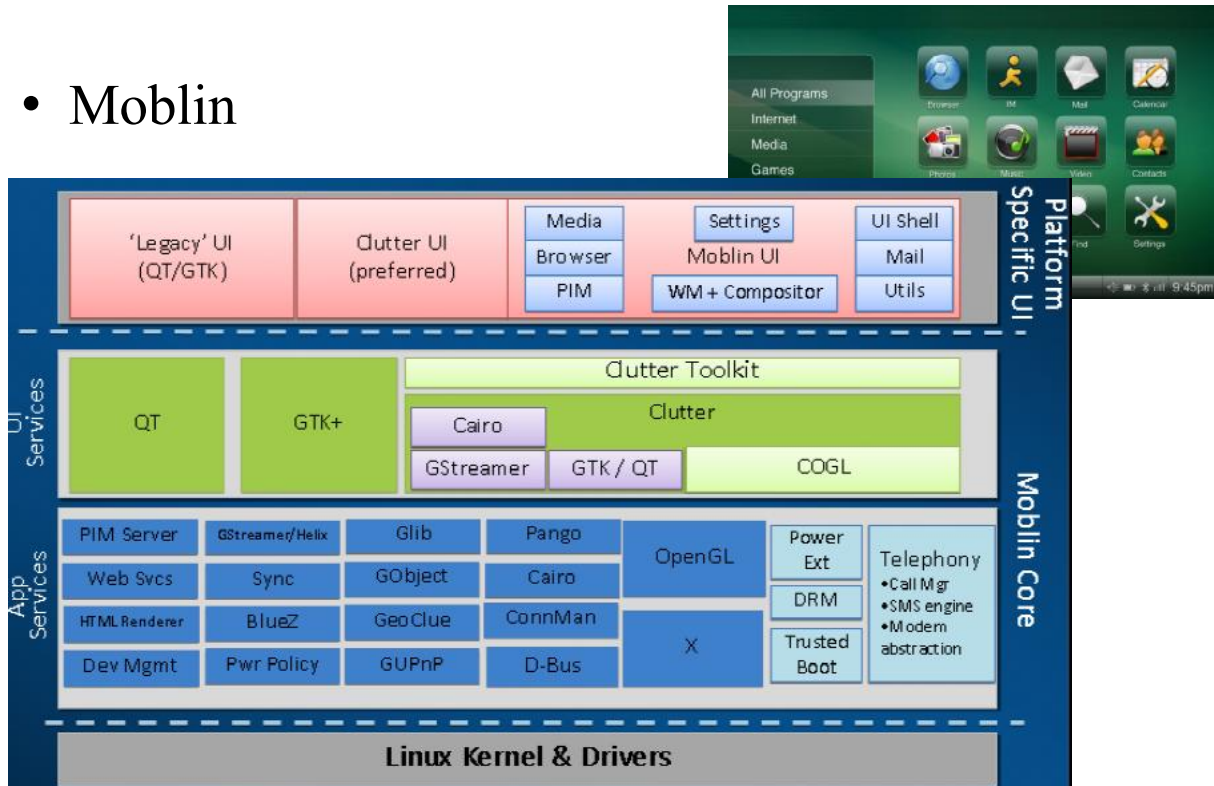 • Moblin
All Programs
Internet
Media
Games
Browser
IM
Mail
Calendar
Photos
Music
Video
Contacts
Find
Settings
9:45pm
Platform
Specific UI
'Legacy' UI
(QT/GTK)
Clutter UI
(preferred)
Media
Browser
PIM
Settings
Moblin UI
WM + Compositor
UI Shell
Mail
Utils
UI
Services
QT
GTK+
Clutter Toolkit
Clutter
Cairo
GStreamer
GTK / QT
COGL
Moblin Core
App
Services
PIM Server
GStreamer/Helix
Glib
Pango
OpenGL
Power
Ext
Telephony
•Call Mgr
•SMS engine
•Modem
abstraction
Web Svcs
Sync
GObject
Cairo
DRM
HTML Renderer
BlueZ
GeoClue
ConnMan
X
Trusted
Boot
Dev Mgmt
Pwr Policy
GUPnP
D-Bus
Linux Kernel & Drivers